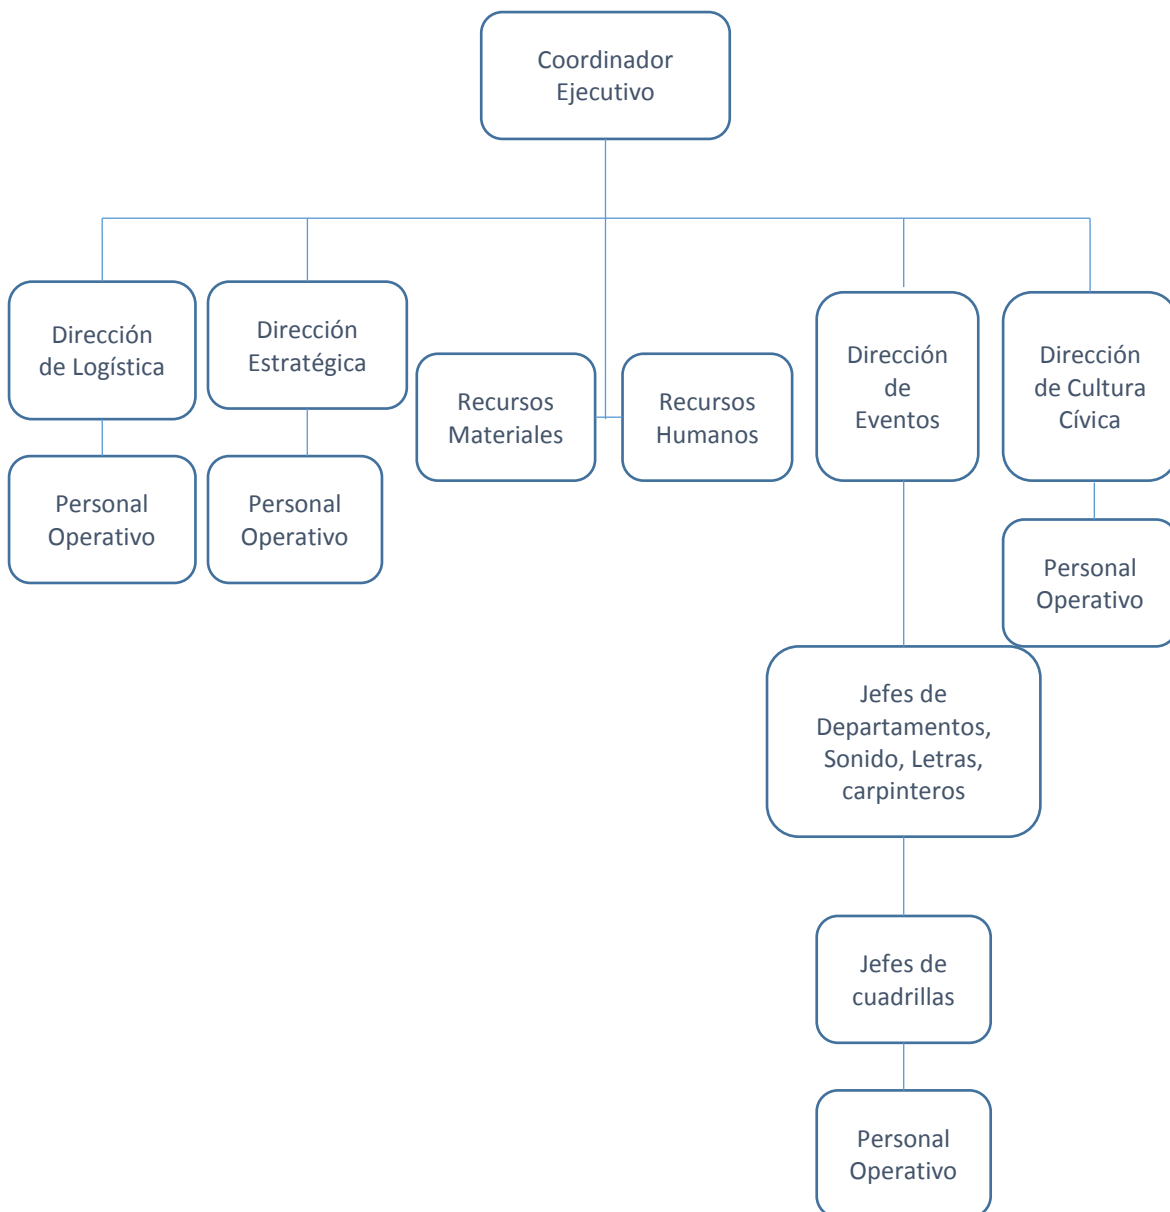 Coordinador
Ejecutivo
Dirección
de Logística
Dirección
Estratégica
Recursos
Materiales
Recursos
Humanos
Dirección
de
Eventos
Dirección
de Cultura
Cívica
Personal
Operativo
Personal
Operativo
Personal
Operativo
Jefes de
Departamentos,
Sonido, Letras,
carpinteros
Jefes de
cuadrillas
Personal
Operativo